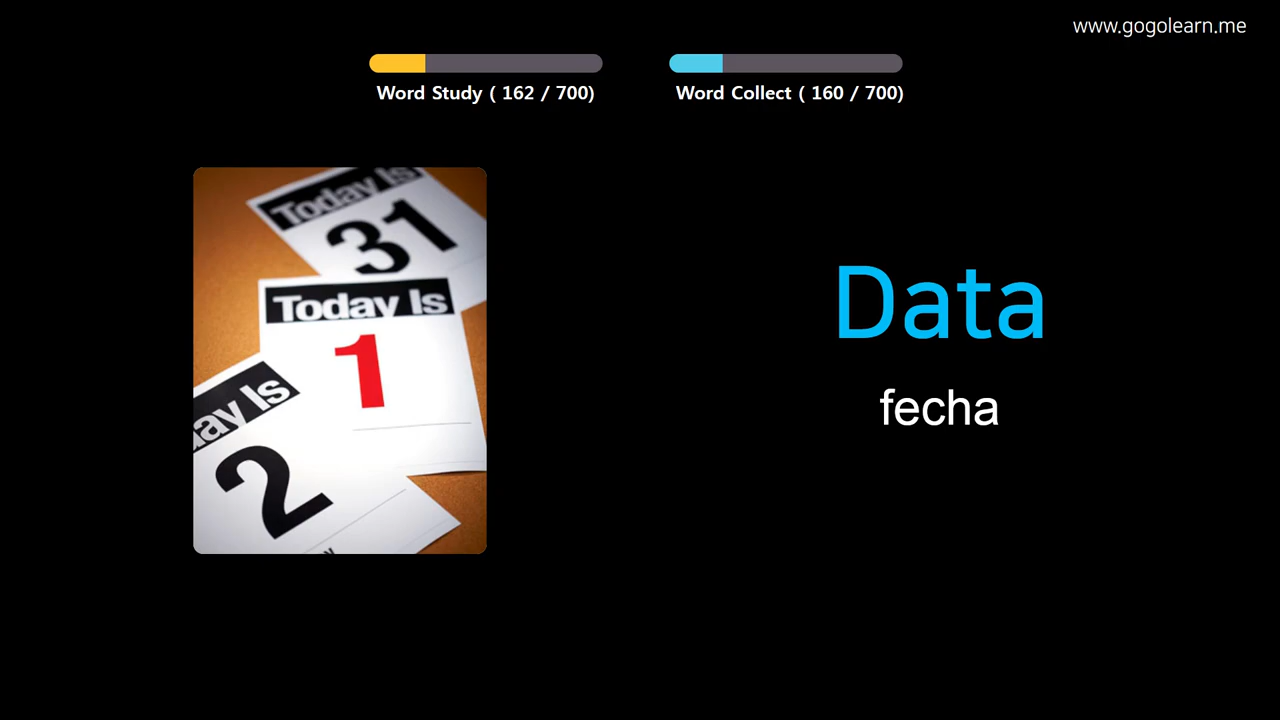 www.gogolearn.me
Word Study ( 162 / 700)
Word Collect ( 160 / 700)
Today Is
31
Today Is
1
ay Is
2
Data
fecha